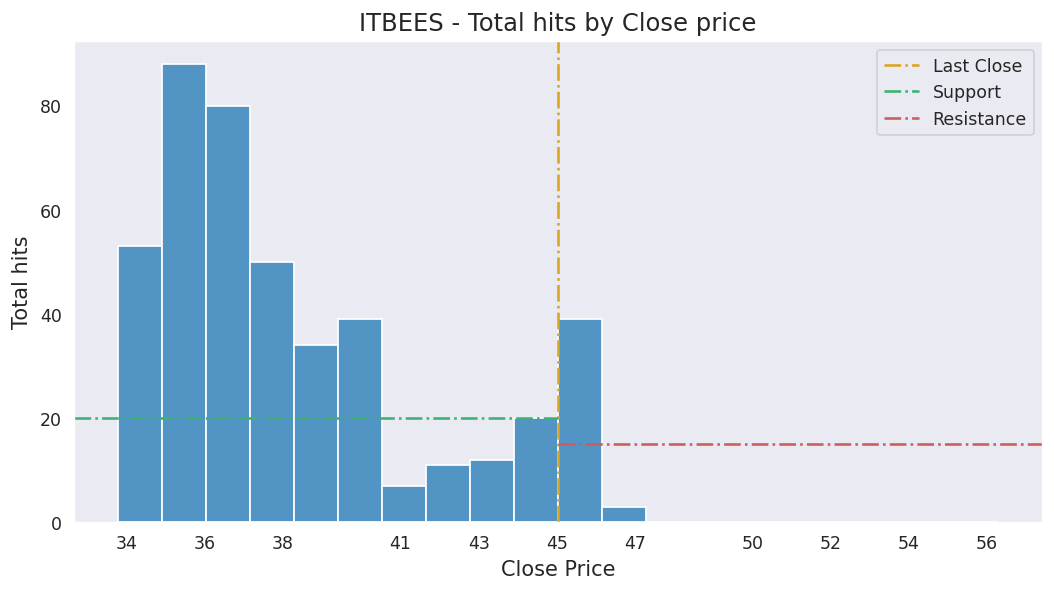 ITBEES - Total hits by Close price
Last Close
Support
Resistance
Total hits
80
60
40
20
0
34 36 38 41 43 45 47 50 52 54 56
Close Price